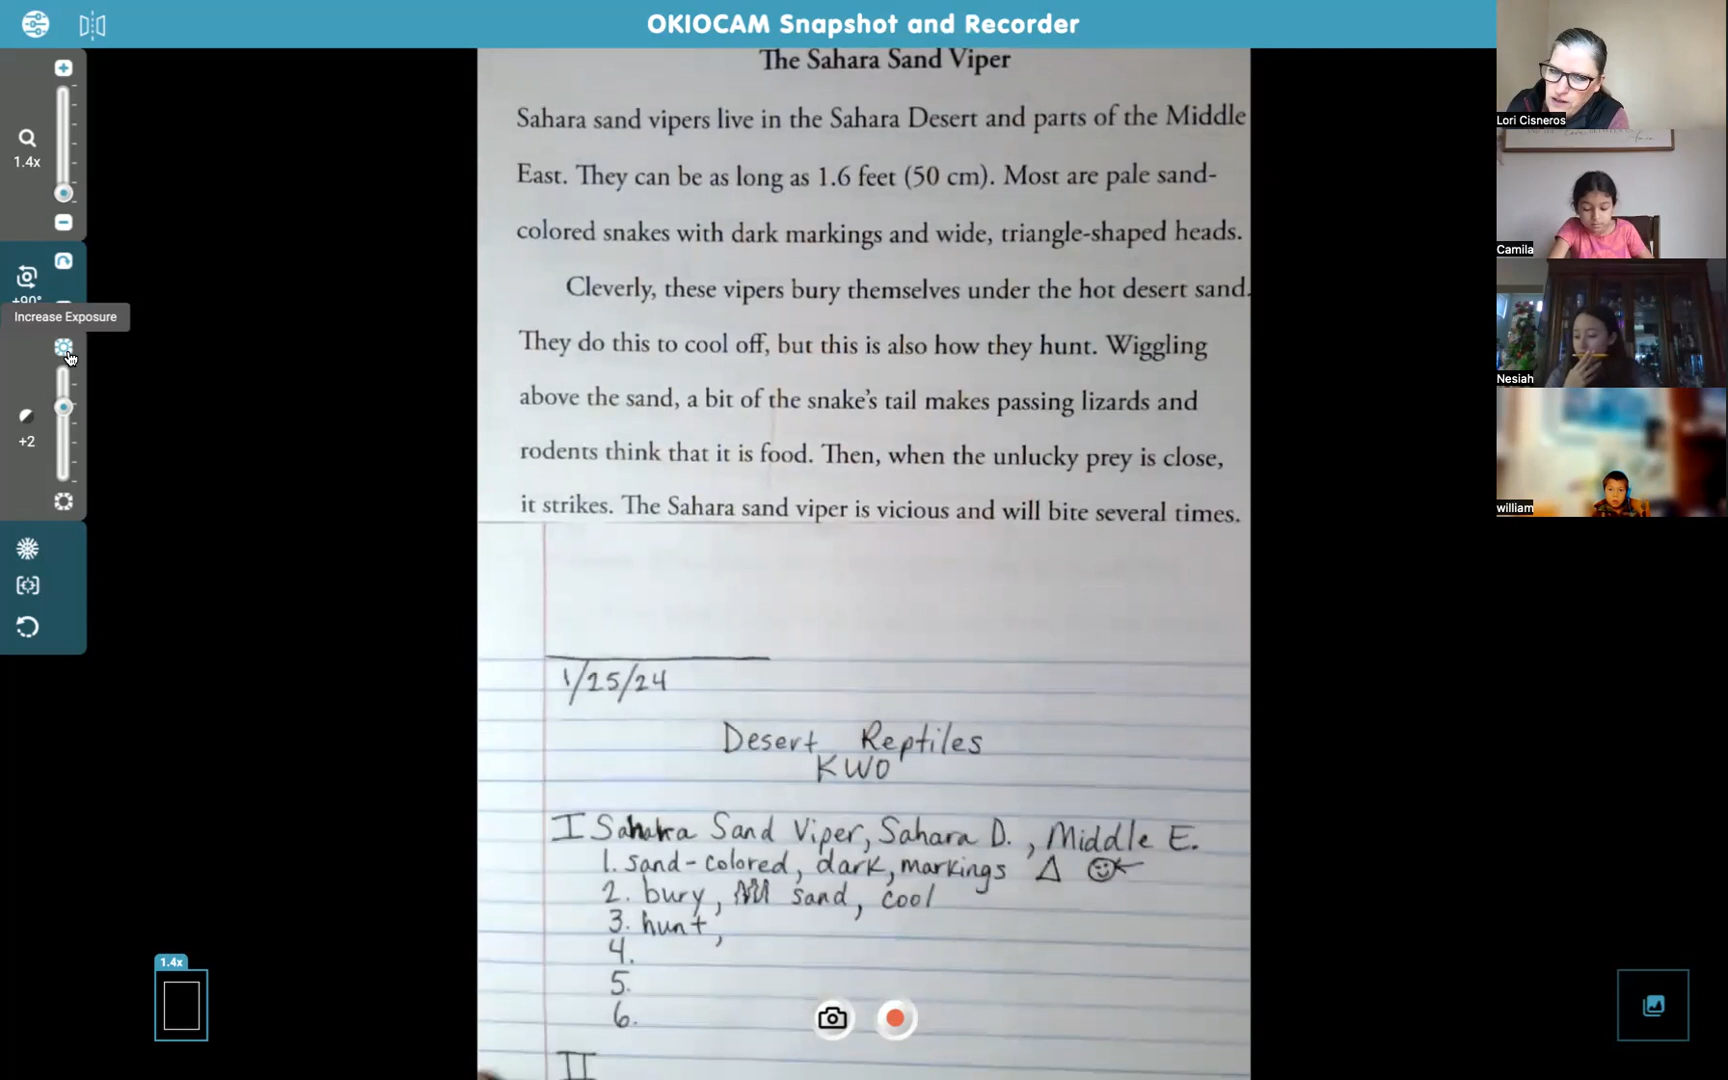 OKIOCAM Snapshot and Recorder
1.4x
+90°
Increase Exposure
+2
The Sahara Sand Viper
Sahara sand vipers live in the Sahara Desert and parts of the Middle
East. They can be as long as 1.6 feet (50 cm). Most are pale sand-
colored snakes with dark markings and wide, triangle-shaped heads.
Cleverly, these vipers bury themselves under the hot desert sand.
They do this to cool off, but this is also how they hunt. Wiggling
above the sand, a bit of the snake's tail makes passing lizards and
rodents think that it is food. Then, when the unlucky prey is close,
it strikes. The Sahara sand viper is vicious and will bite several times.
1/25/24
Desert Reptiles
KWO
I Sahara Sand Viper, Sahara D., Middle E.
1. sand-colored, dark, markings
2. bury, sand, cool
3. hunt,
4.
5.
6.
II
1.4x
Lori Cisneros
Camila
Nesiah
william